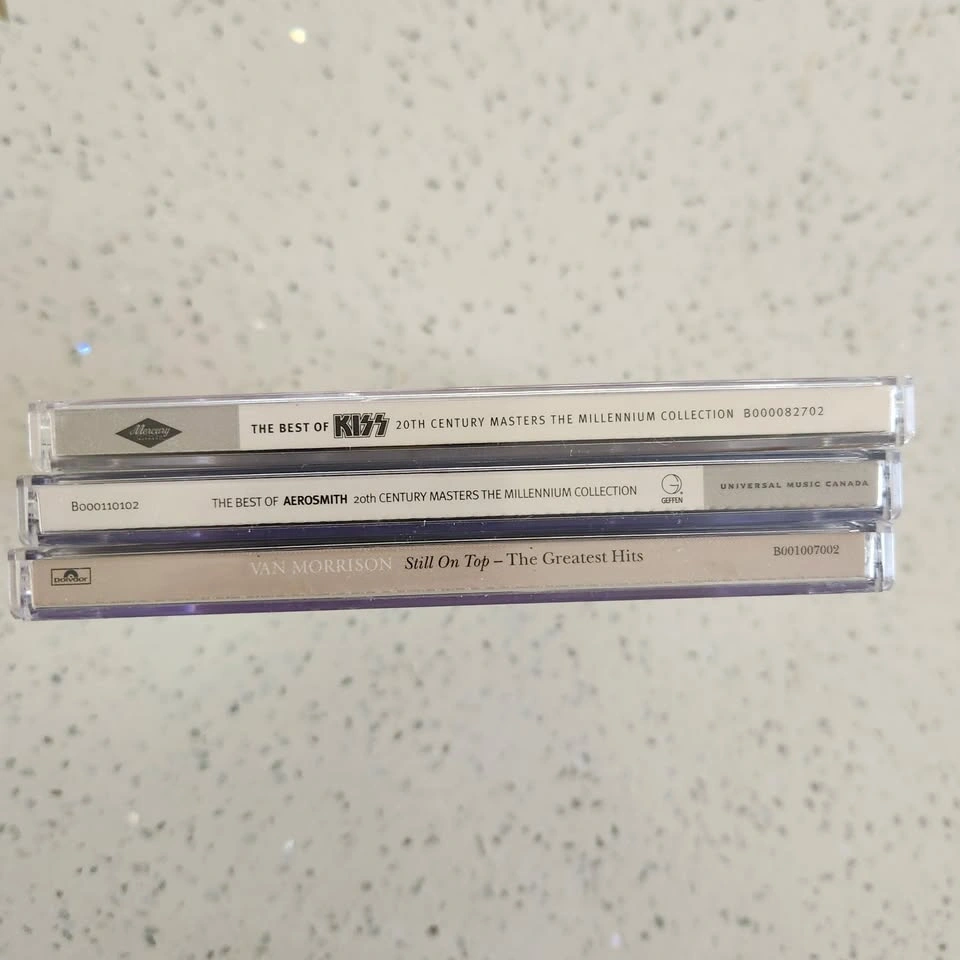 Mercury THE BEST OF KISS 20TH CENTURY MASTERS THE MILLENNIUM COLLECTION B000082702
B000110102 THE BEST OF AEROSMITH 20th CENTURY MASTERS THE MILLENNIUM COLLECTION G GEFFEN UNIVERSAL MUSIC CANADA
PolyGor VAN MORRISON Still On Top – The Greatest Hits B001007002